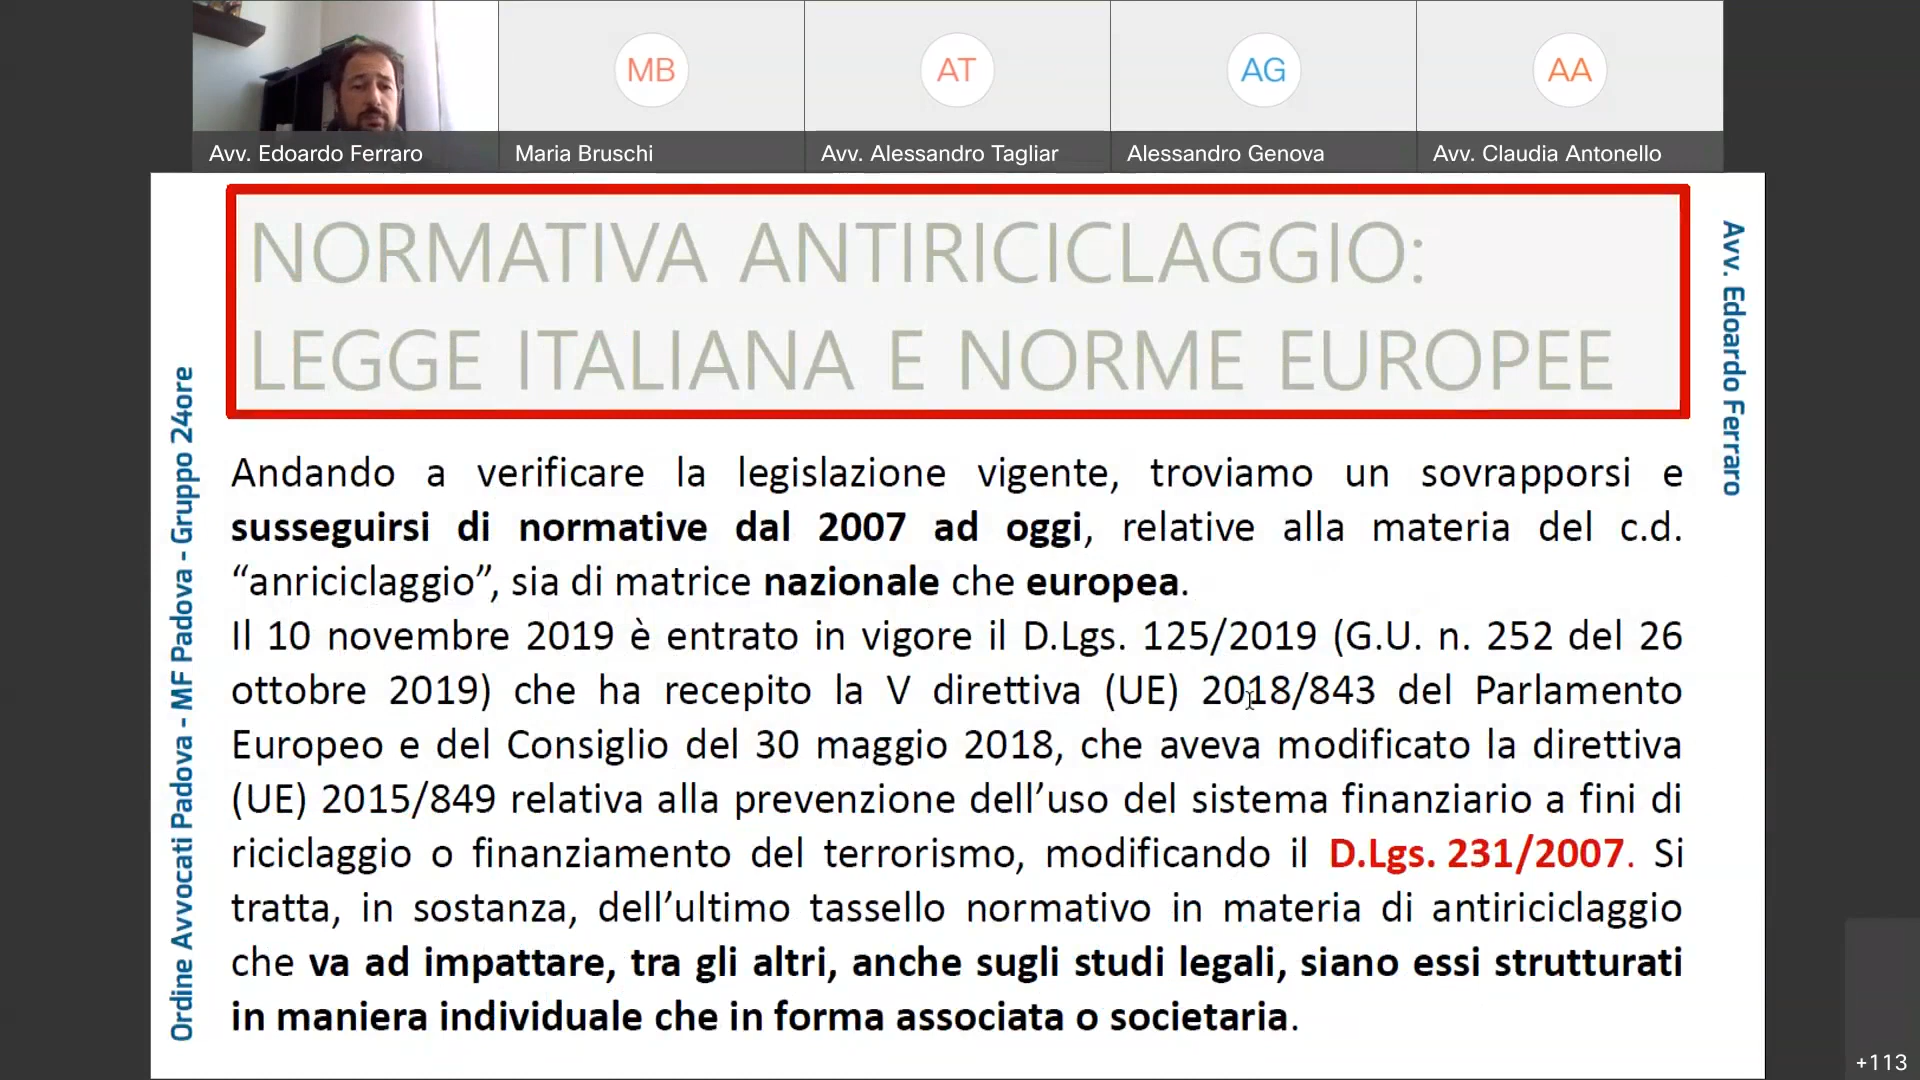 MB
AT
AG
AA
Avv. Edoardo Ferraro
Maria Bruschi
Avv. Alessandro Tagliar
Alessandro Genova
Avv. Claudia Antonello
NORMATIVA ANTIRICICLAGGIO:
LEGGE ITALIANA E NORME EUROPEE
Andando a verificare la legislazione vigente, troviamo un sovrapporsi e
susseguirsi di normative dal 2007 ad oggi, relative alla materia del c.d.
“anriciclaggio”, sia di matrice nazionale che europea.
Il 10 novembre 2019 è entrato in vigore il D.Lgs. 125/2019 (G.U. n. 252 del 26
ottobre 2019) che ha recepito la V direttiva (UE) 2018/843 del Parlamento
Europeo e del Consiglio del 30 maggio 2018, che aveva modificato la direttiva
(UE) 2015/849 relativa alla prevenzione dell’uso del sistema finanziario a fini di
riciclaggio o finanziamento del terrorismo, modificando il D.Lgs. 231/2007. Si
tratta, in sostanza, dell’ultimo tassello normativo in materia di antiriciclaggio
che va ad impattare, tra gli altri, anche sugli studi legali, siano essi strutturati
in maniera individuale che in forma associata o societaria.
Ordine Avvocati Padova - MF Padova - Gruppo 24ore
Avv. Edoardo Ferraro
+113